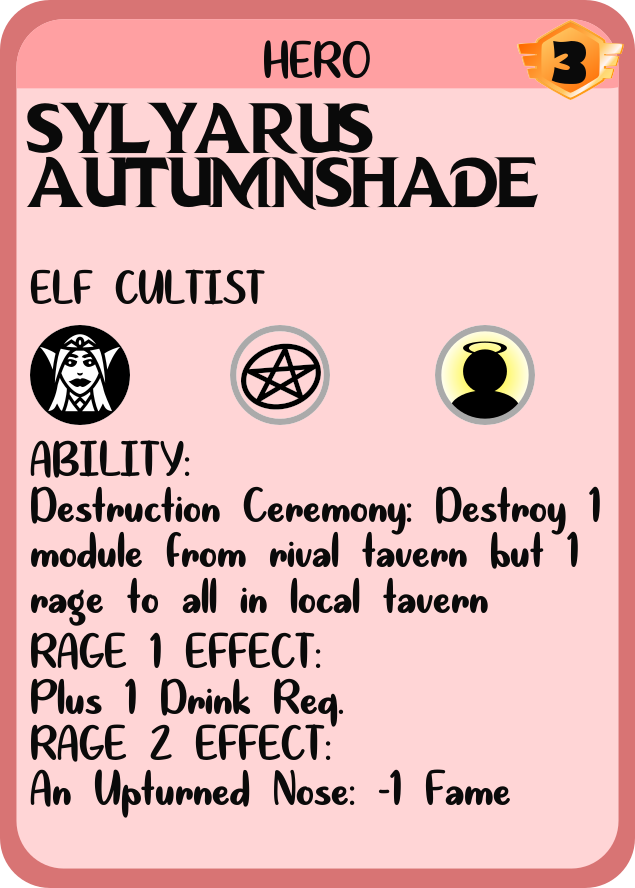 HERO
3
SYLYARUS
AUTUMNSHADE
ELF CULTIST
ABILITY:
Destruction Ceremony: Destroy 1
module from rival tavern but 1
rage to all in local tavern
RAGE 1 EFFECT:
Plus 1 Drink Req.
RAGE 2 EFFECT:
An Upturned Nose: -1 Fame